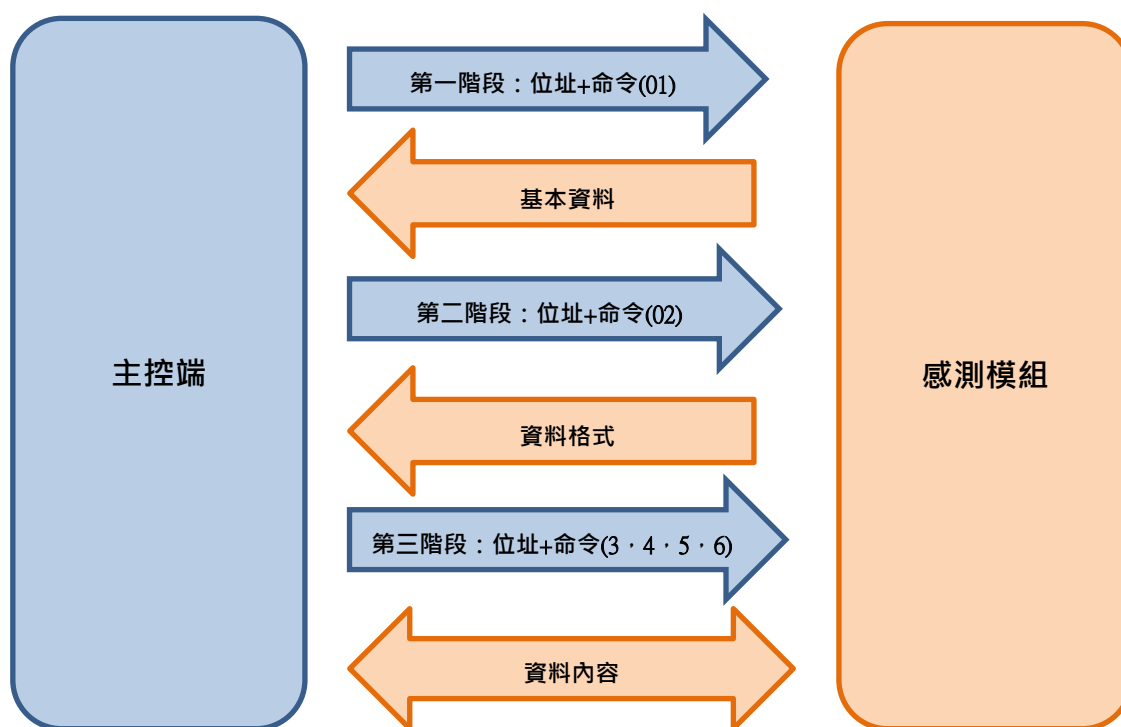 第一階段：位址+命令(01)
基本資料
第二階段：位址+命令(02)
主控端
感測模組
資料格式
第三階段：位址+命令(3，4，5，6)
資料內容